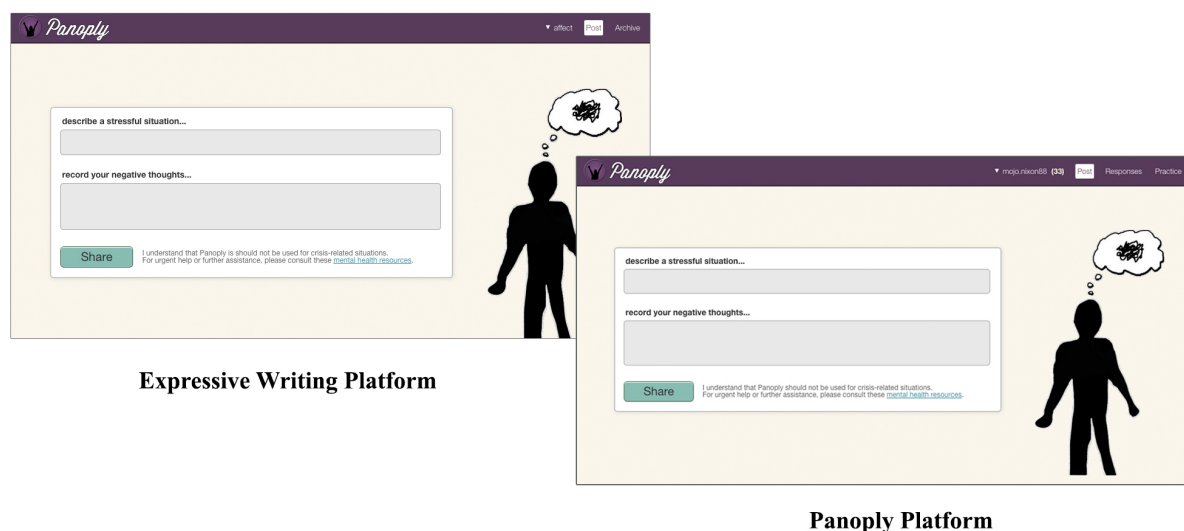 Panoply
▼ affect Post Archive
describe a stressful situation...
record your negative thoughts...
Share
I understand that Panoply is should not be used for crisis-related situations.
For urgent help or further assistance, please consult these mental health resources.
Expressive Writing Platform
Panoply
▼ mojo.nixon88 (33) Post Responses Practice
describe a stressful situation...
record your negative thoughts...
Share
I understand that Panoply should not be used for crisis-related situations.
For urgent help or further assistance, please consult these mental health resources.
Panoply Platform